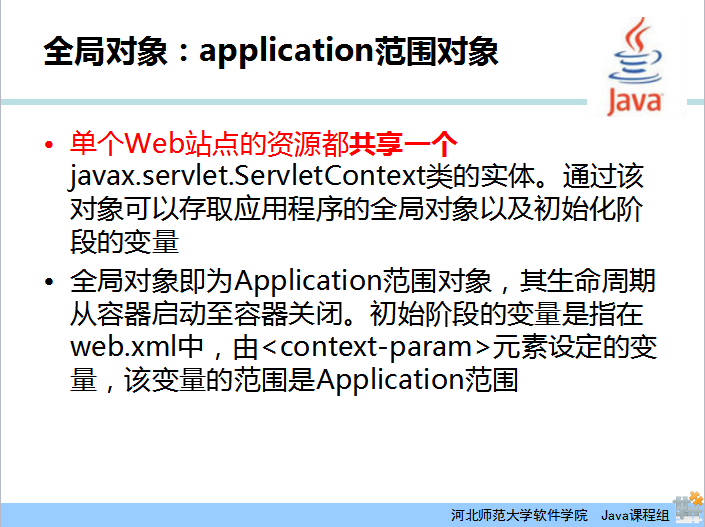 全局对象：application范围对象
Java
• 单个Web站点的资源都共享一个
javax.servlet.ServletContext类的实体。通过该
对象可以存取应用程序的全局对象以及初始化阶
段的变量
• 全局对象即为Application范围对象，其生命周期
从容器启动至容器关闭。初始阶段的变量是指在
web.xml中，由<context-param>元素设定的变
量，该变量的范围是Application范围
河北师范大学软件学院 Java课程组